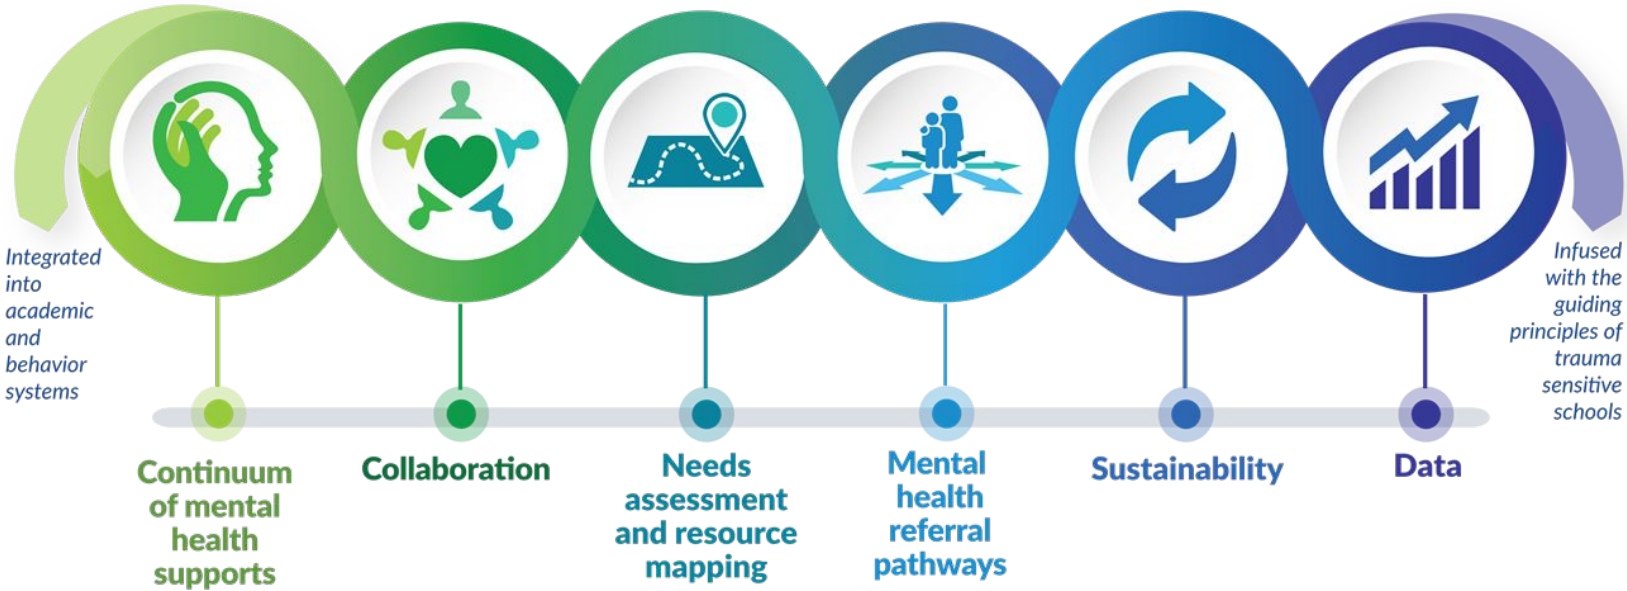 Integrated
into
academic
and
behavior
systems
Continuum
of mental
health
supports
Collaboration
Needs
assessment
and resource
mapping
Mental
health
referral
pathways
Sustainability
Data
Infused
with the
guiding
principles of
trauma
sensitive
schools